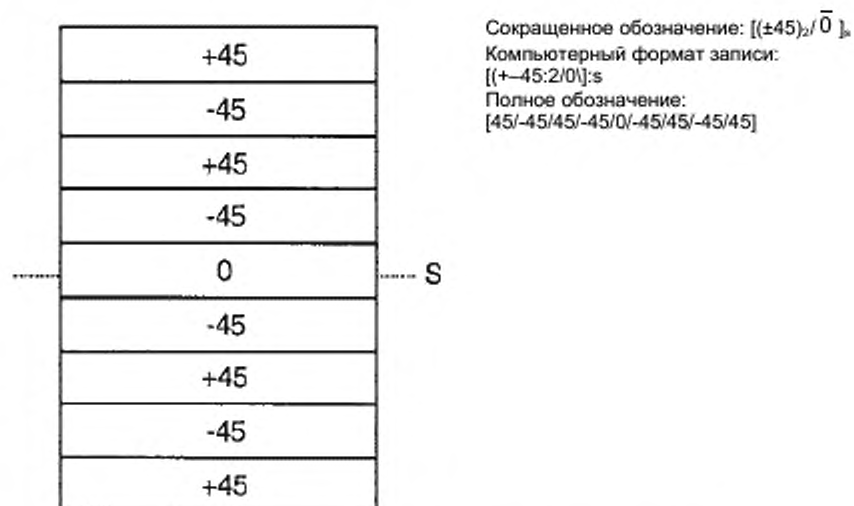 +45
-45
+45
-45
0
S
-45
+45
-45
+45
Сокращенное обозначение: [(±45)₂/0̅ ]ₛ
Компьютерный формат записи:
[(+–45:2/0\]:s
Полное обозначение:
[45/-45/45/-45/0/-45/45/-45/45]